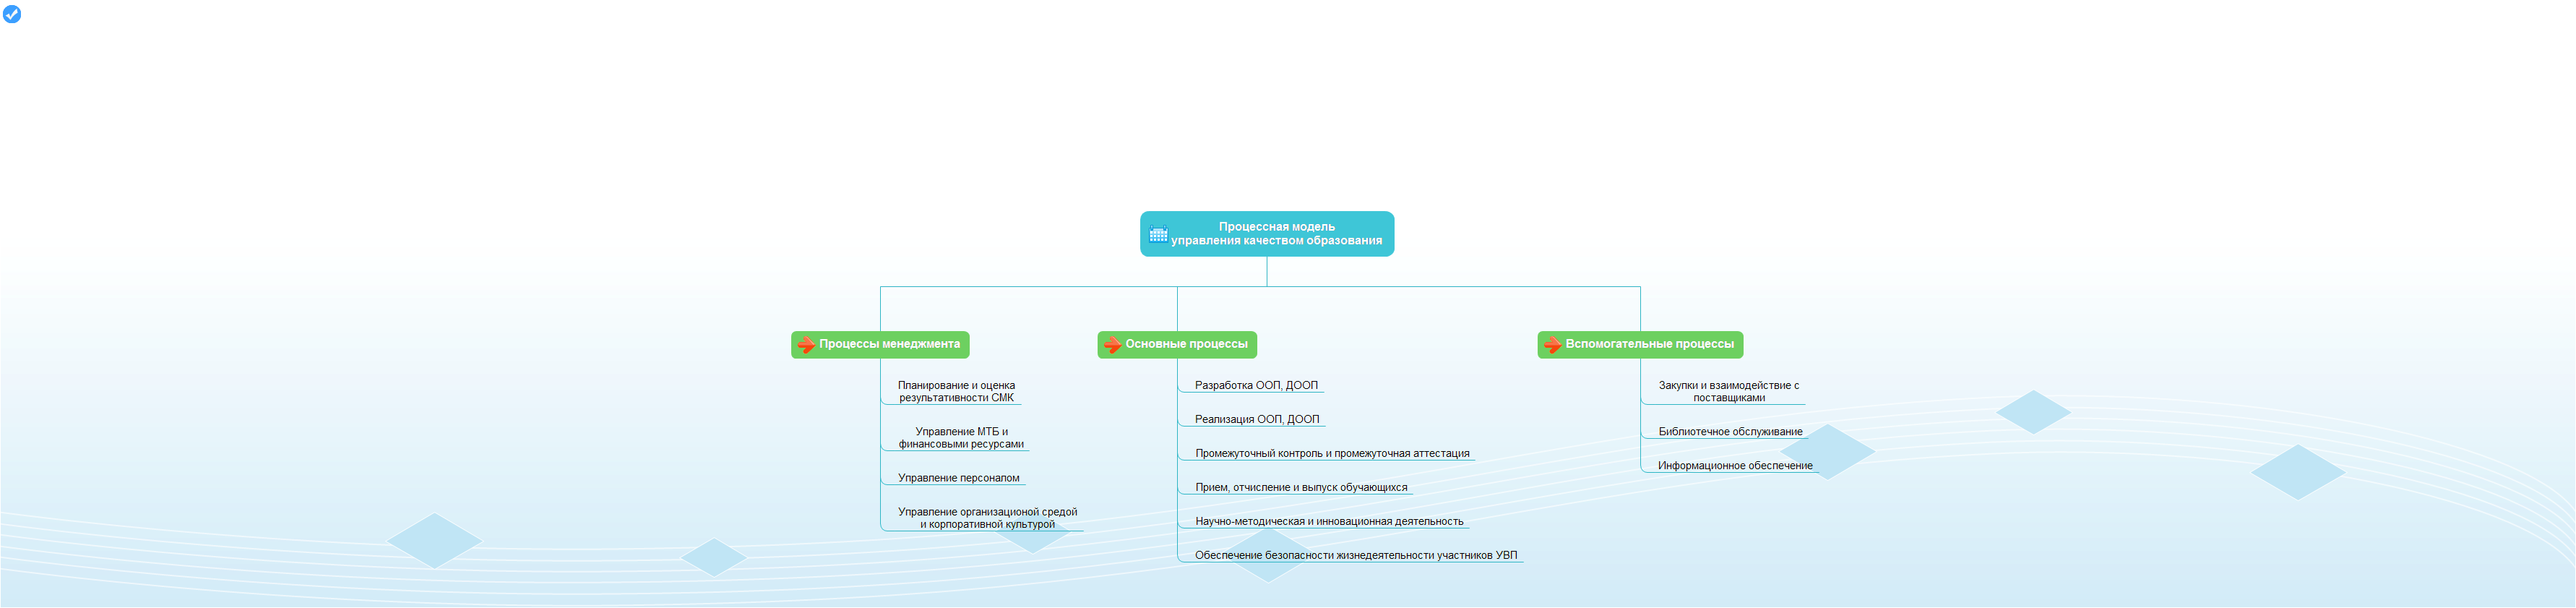 Процессная модель
управления качеством образования
Процессы менеджмента
Планирование и оценка
результативности СМК
Управление МТБ и
финансовыми ресурсами
Управление персоналом
Управление организационой средой
и корпоративной культурой
Основные процессы
Разработка ООП, ДООП
Реализация ООП, ДООП
Промежуточный контроль и промежуточная аттестация
Прием, отчисление и выпуск обучающихся
Научно-методическая и инновационная деятельность
Обеспечение безопасности жизнедеятельности участников УВП
Вспомогательные процессы
Закупки и взаимодействие с
поставщиками
Библиотечное обслуживание
Информационное обеспечение